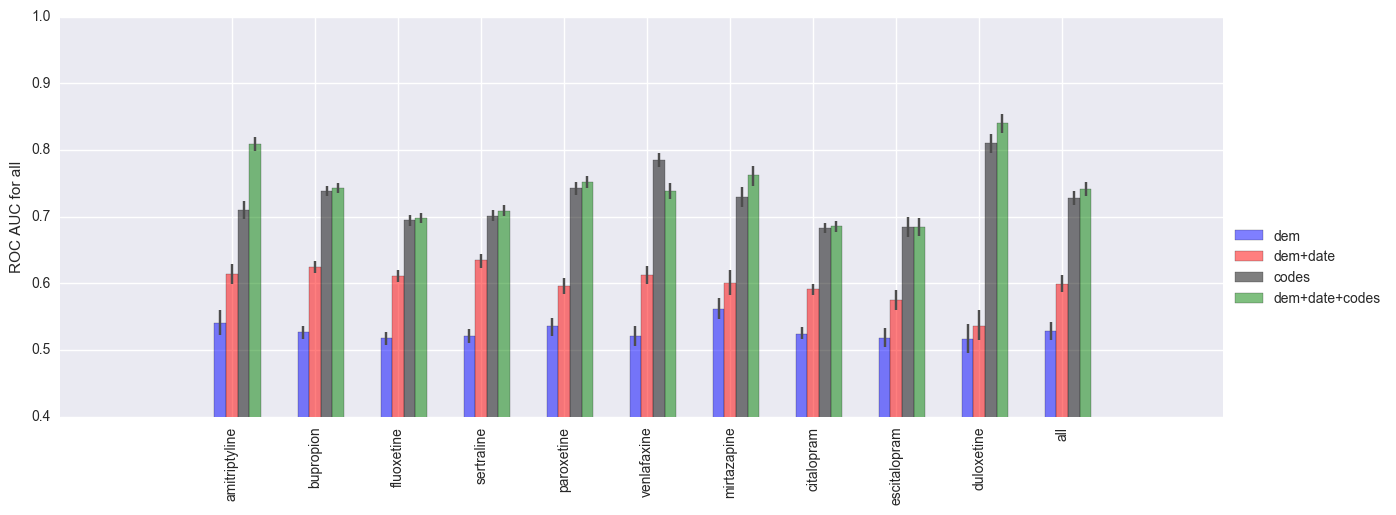 1.0
0.9
0.8
0.7
0.6
0.5
0.4
ROC AUC for all
amitriptyline
bupropion
fluoxetine
sertraline
paroxetine
venlafaxine
mirtazapine
citalopram
escitalopram
duloxetine
all
dem
dem+date
codes
dem+date+codes